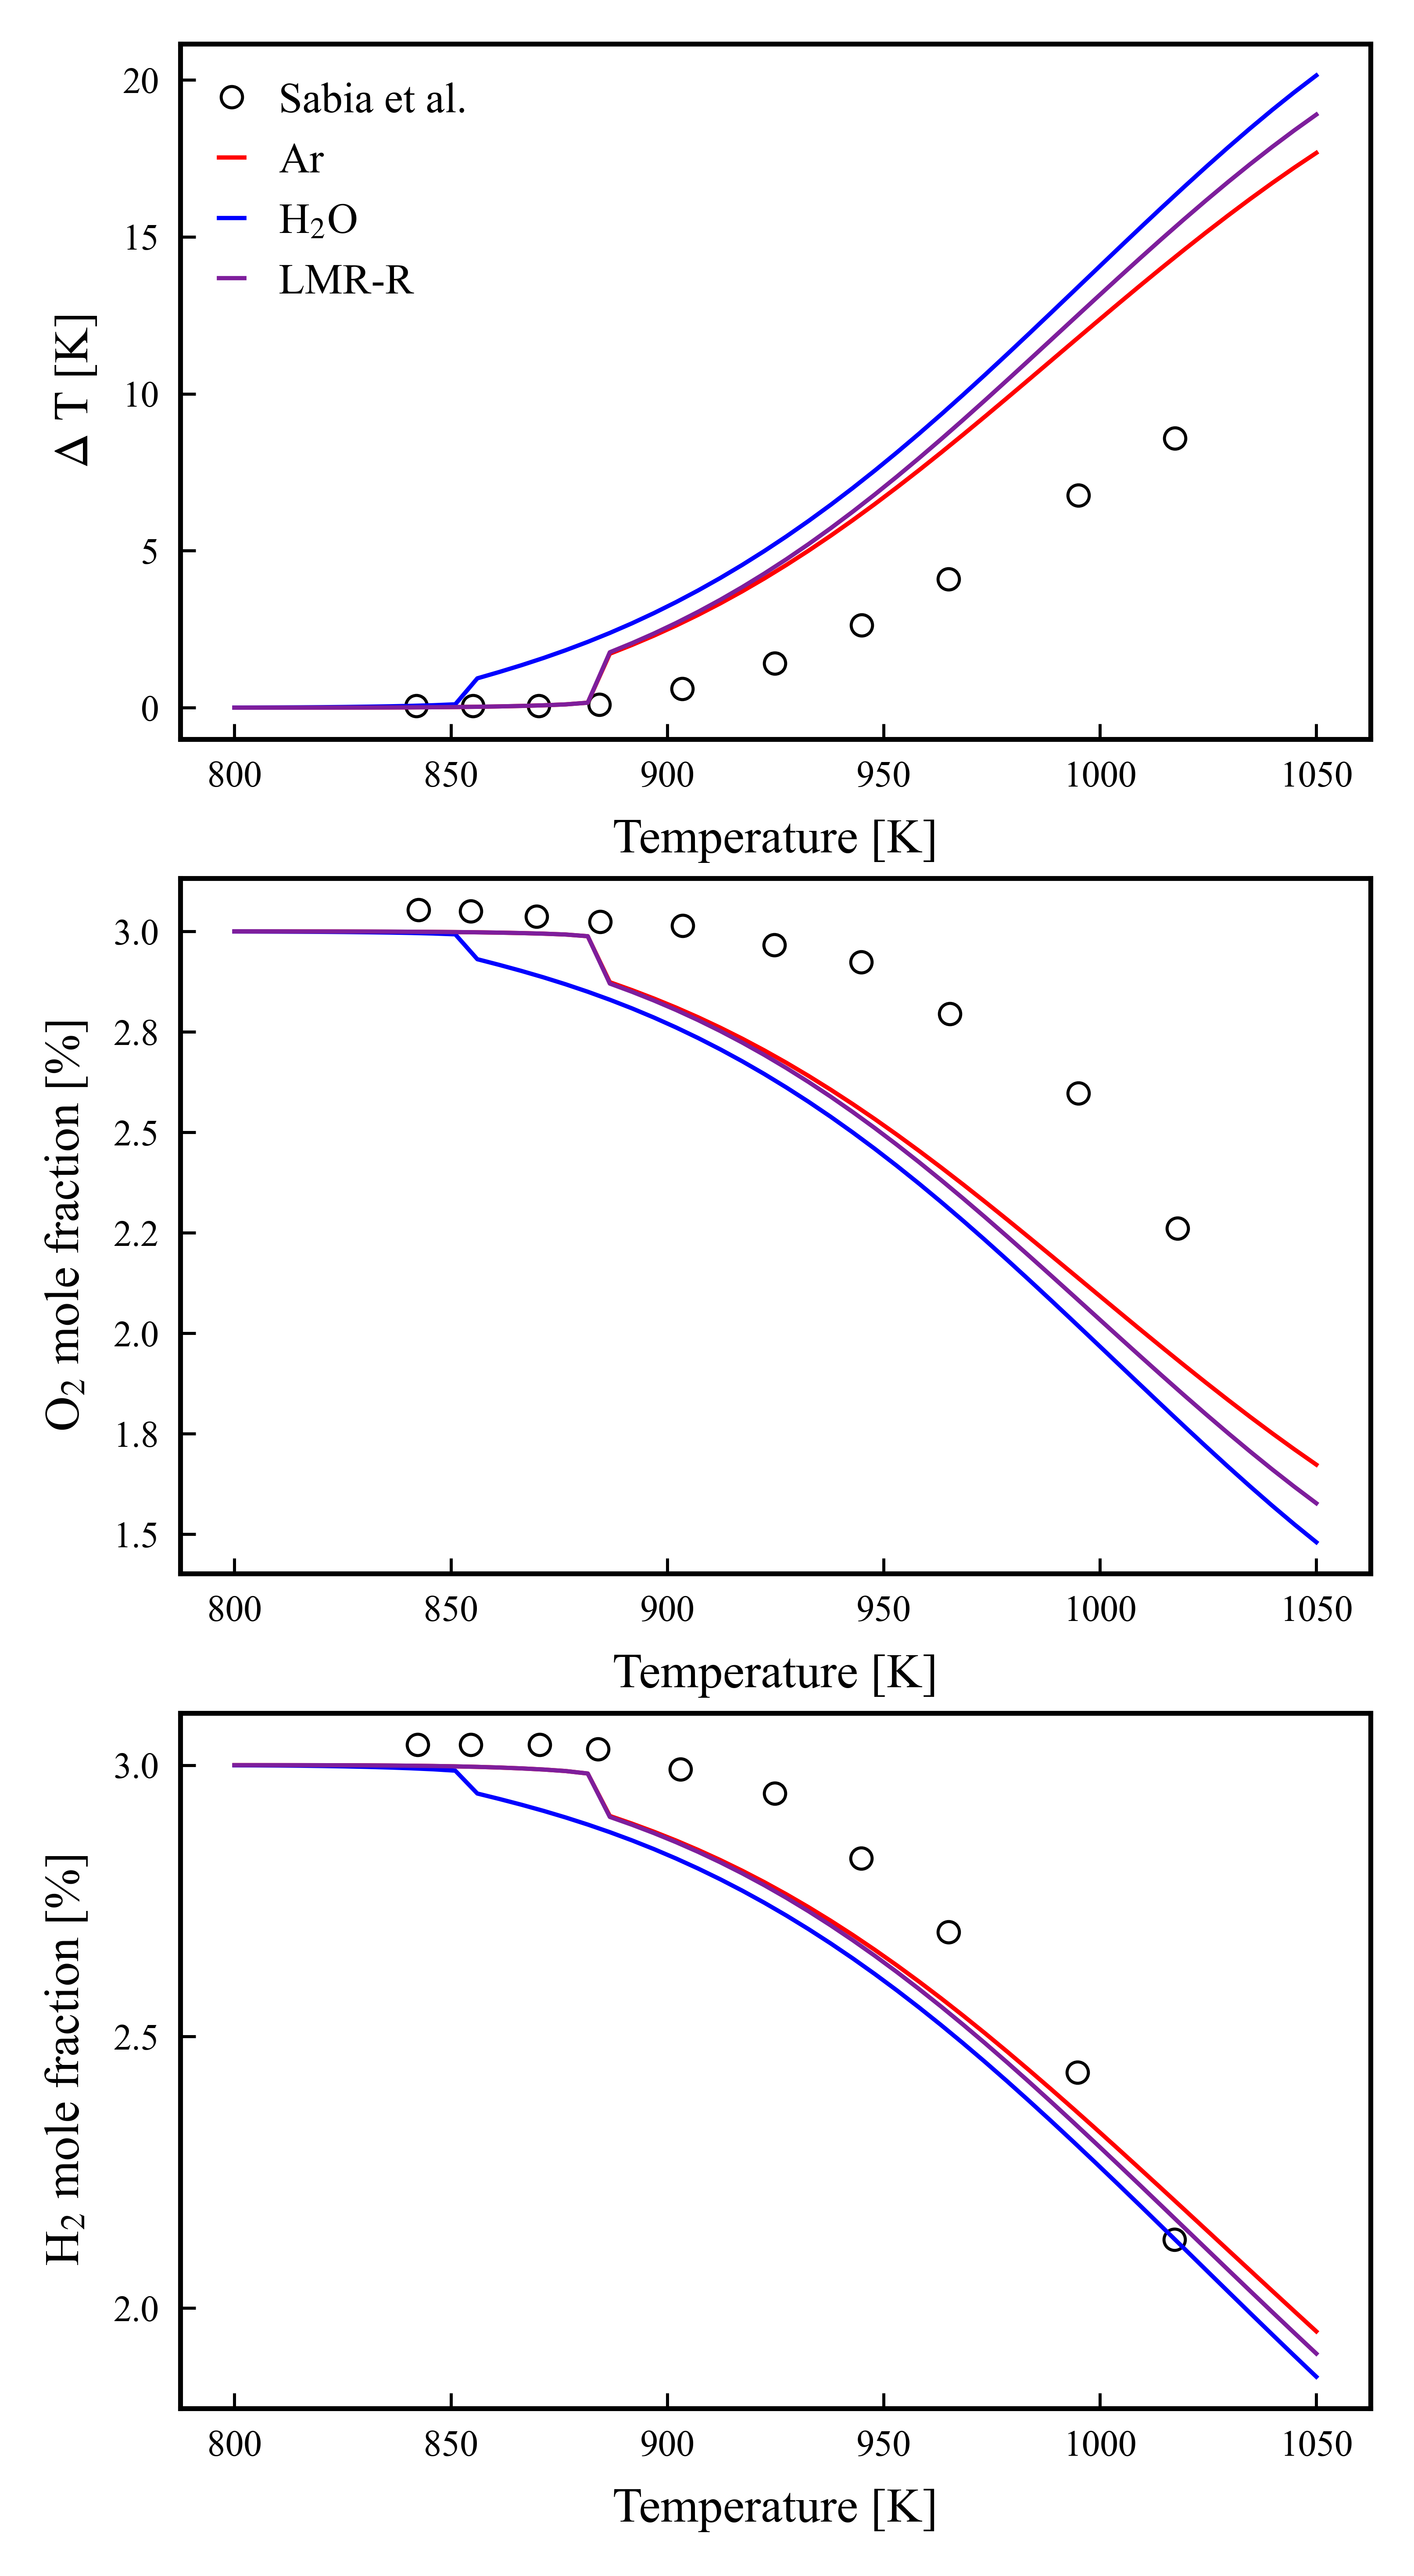 Δ T [K]
20
15
10
5
0
Sabia et al.
Ar
H₂O
LMR-R
800 850 900 950 1000 1050
Temperature [K]
O₂ mole fraction [%]
3.0
2.8
2.5
2.2
2.0
1.8
1.5
800 850 900 950 1000 1050
Temperature [K]
H₂ mole fraction [%]
3.0
2.5
2.0
800 850 900 950 1000 1050
Temperature [K]